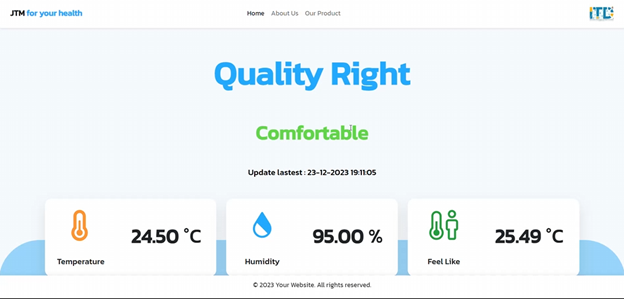 JTM for your health
Home About Us Our Product
ITC
Quality Right
Comfortable
Update lastest : 23-12-2023 19:11:05
24.50 °C
Temperature
95.00 %
Humidity
25.49 °C
Feel Like
© 2023 Your Website. All rights reserved.